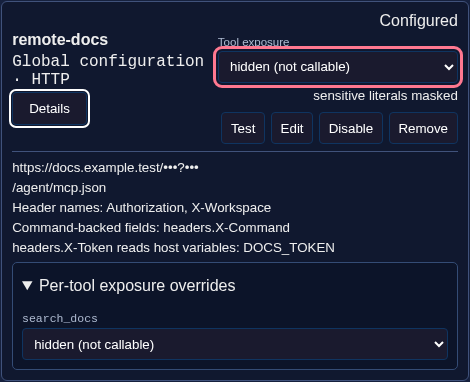 Configured
remote-docs
Global configuration
· HTTP
Details
Tool exposure
hidden (not callable)
sensitive literals masked
Test Edit Disable Remove
https://docs.example.test/•••?•••
/agent/mcp.json
Header names: Authorization, X-Workspace
Command-backed fields: headers.X-Command
headers.X-Token reads host variables: DOCS_TOKEN
▼ Per-tool exposure overrides
search_docs
hidden (not callable)